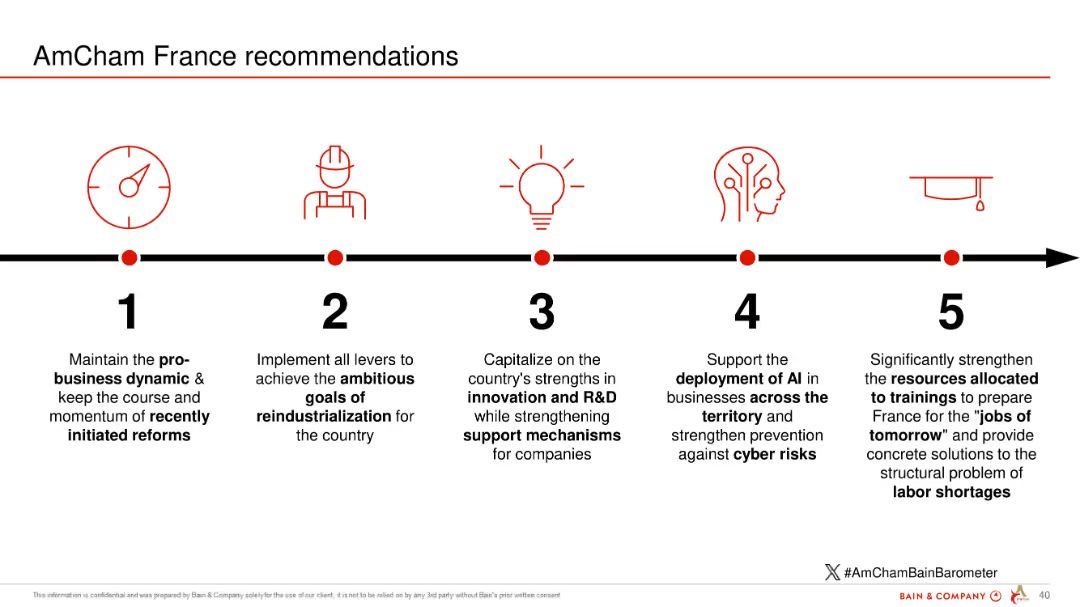 AmCham France recommendations
1
Maintain the pro-
business dynamic &
keep the course and
momentum of recently
initiated reforms
2
Implement all levers to
achieve the ambitious
goals of
reindustrialization for
the country
3
Capitalize on the
country's strengths in
innovation and R&D
while strengthening
support mechanisms
for companies
4
Support the
deployment of AI in
businesses across the
territory and
strengthen prevention
against cyber risks
5
Significantly strengthen
the resources allocated
to trainings to prepare
France for the "jobs of
tomorrow" and provide
concrete solutions to the
structural problem of
labor shortages
#AmChamBainBarometer
This information is confidential and was prepared by Bain & Company solely for the use of our client; it is not to be relied on by any 3rd party without Bain's prior written consent
BAIN & COMPANY
40